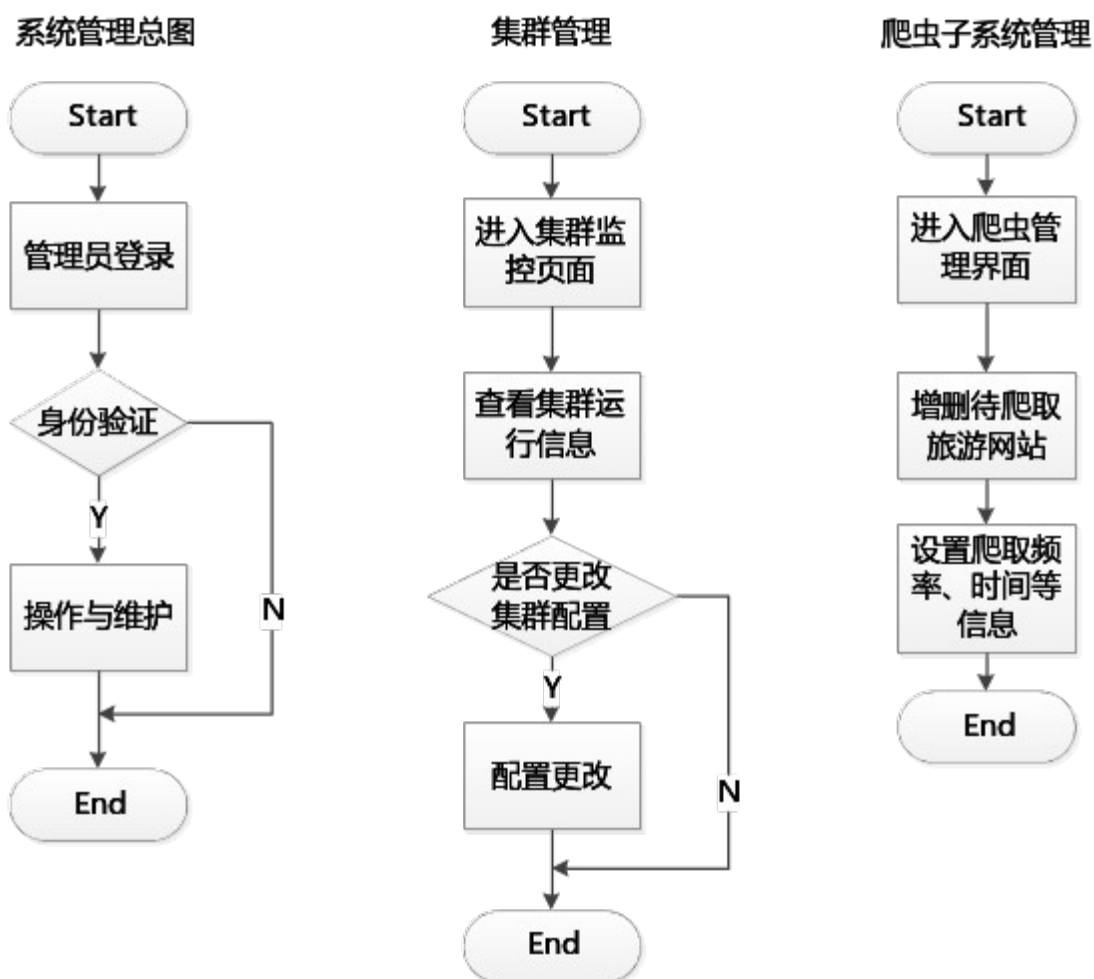 系统管理总图
Start
管理员登录
身份验证
Y
N
操作与维护
End
集群管理
Start
进入集群监
控页面
查看集群运
行信息
是否更改
集群配置
Y
N
配置更改
End
爬虫子系统管理
Start
进入爬虫管
理界面
增删待爬取
旅游网站
设置爬取频
率、时间等
信息
End